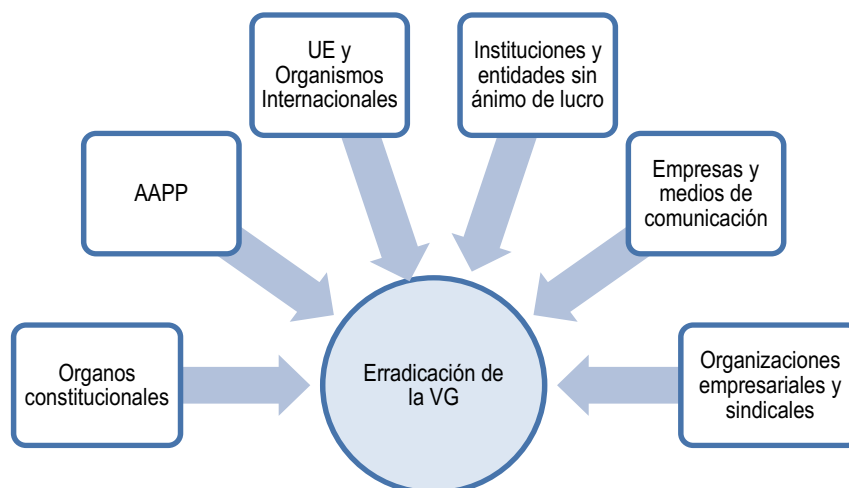 UE y
Organismos
Internacionales
Instituciones y
entidades sin
ánimo de lucro
AAPP
Empresas y
medios de
comunicación
Organos
constitucionales
Erradicación de
la VG
Organizaciones
empresariales y
sindicales